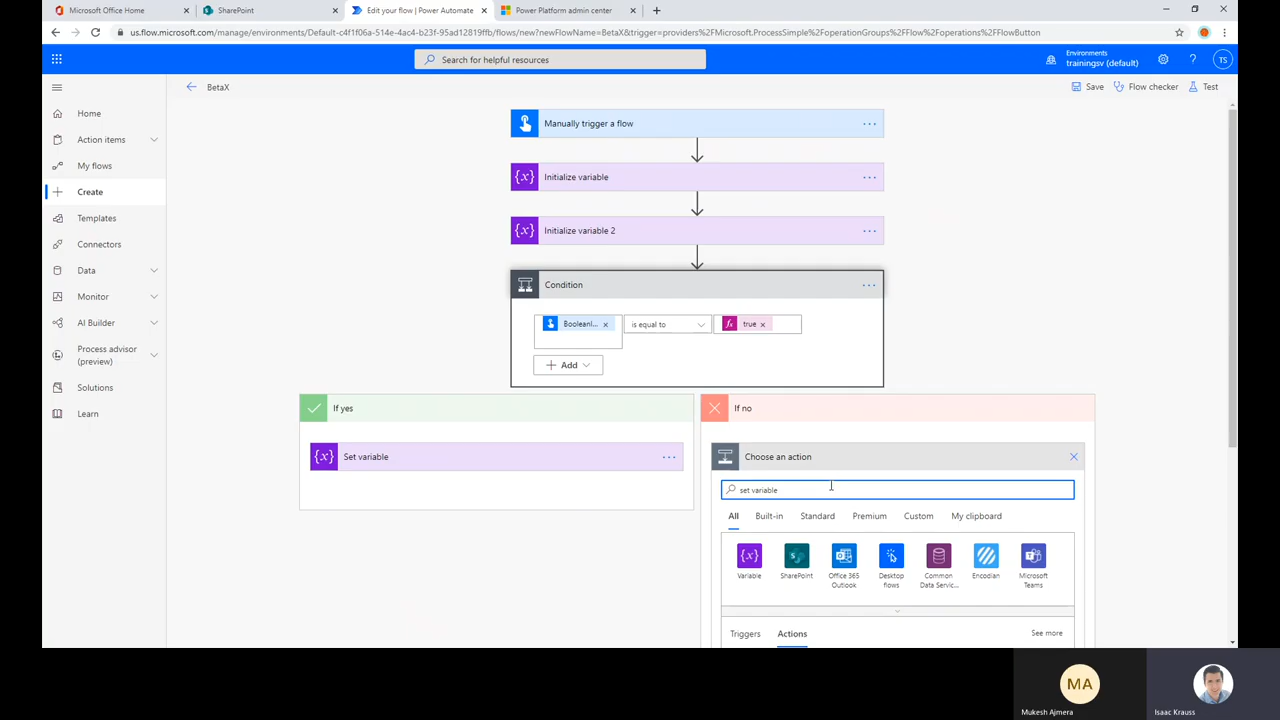 Microsoft Office Home
SharePoint
Edit your flow | Power Automate
Power Platform admin center
us.flow.microsoft.com/manage/environments/Default-c4f1f06a-514e-4ac4-b23f-95ad12819ffb/flows/new?newFlowName=BetaX&trigger=providers%2FMicrosoft.ProcessSimple%2FoperationGroups%2FFlow%2Foperations%2FFlowButton
Search for helpful resources
Environments
trainingsv (default)
TS
BetaX
Save
Flow checker
Test
Home
Action items
My flows
Create
Templates
Connectors
Data
Monitor
AI Builder
Process advisor
(preview)
Solutions
Learn
Manually trigger a flow
{x} Initialize variable
{x} Initialize variable 2
Condition
BooleanI...
is equal to
fx true
Add
If yes
{x} Set variable
If no
Choose an action
set variable
All
Built-in
Standard
Premium
Custom
My clipboard
{x}
Variable
SharePoint
Office 365
Outlook
Desktop
flows
Common
Data Servic...
Encodian
Microsoft
Teams
Triggers
Actions
See more
MA
Mukesh Ajmera
Isaac Krauss